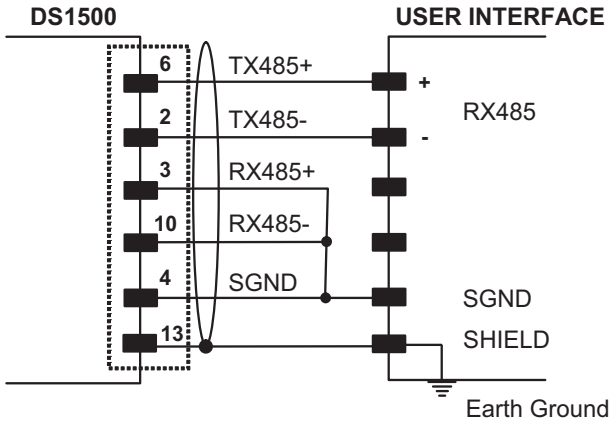 DS1500
USER INTERFACE
6 TX485+ +
RX485
2 TX485- -
3 RX485+
10 RX485-
4 SGND SGND
13 SHIELD
Earth Ground